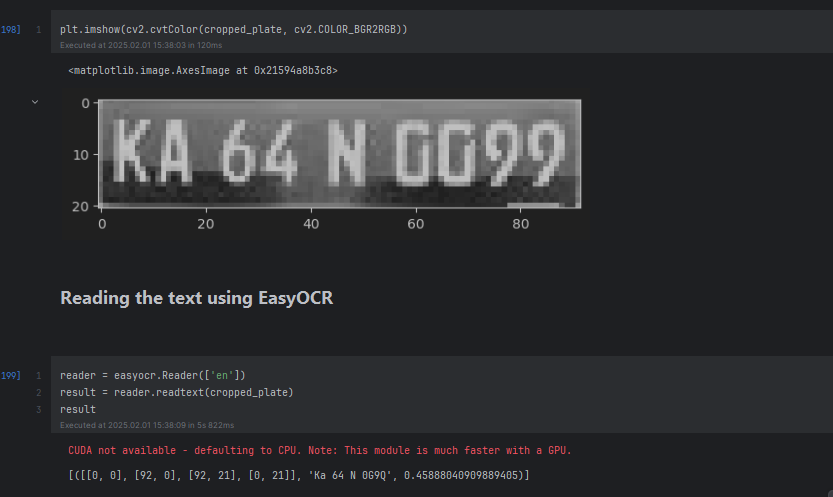 198] 1 plt.imshow(cv2.cvtColor(cropped_plate, cv2.COLOR_BGR2RGB))
Executed at 2025.02.01 15:38:03 in 120ms
<matplotlib.image.AxesImage at 0x21594a8b3c8>
0
KA 64 N 0099
10
20
0 20 40 60 80
Reading the text using EasyOCR
199] 1 reader = easyocr.Reader(['en'])
2 result = reader.readtext(cropped_plate)
3 result
Executed at 2025.02.01 15:38:09 in 5s 822ms
CUDA not available - defaulting to CPU. Note: This module is much faster with a GPU.
[([[0, 0], [92, 0], [92, 21], [0, 21]], 'Ka 64 N 0G9Q', 0.45888040909889405)]